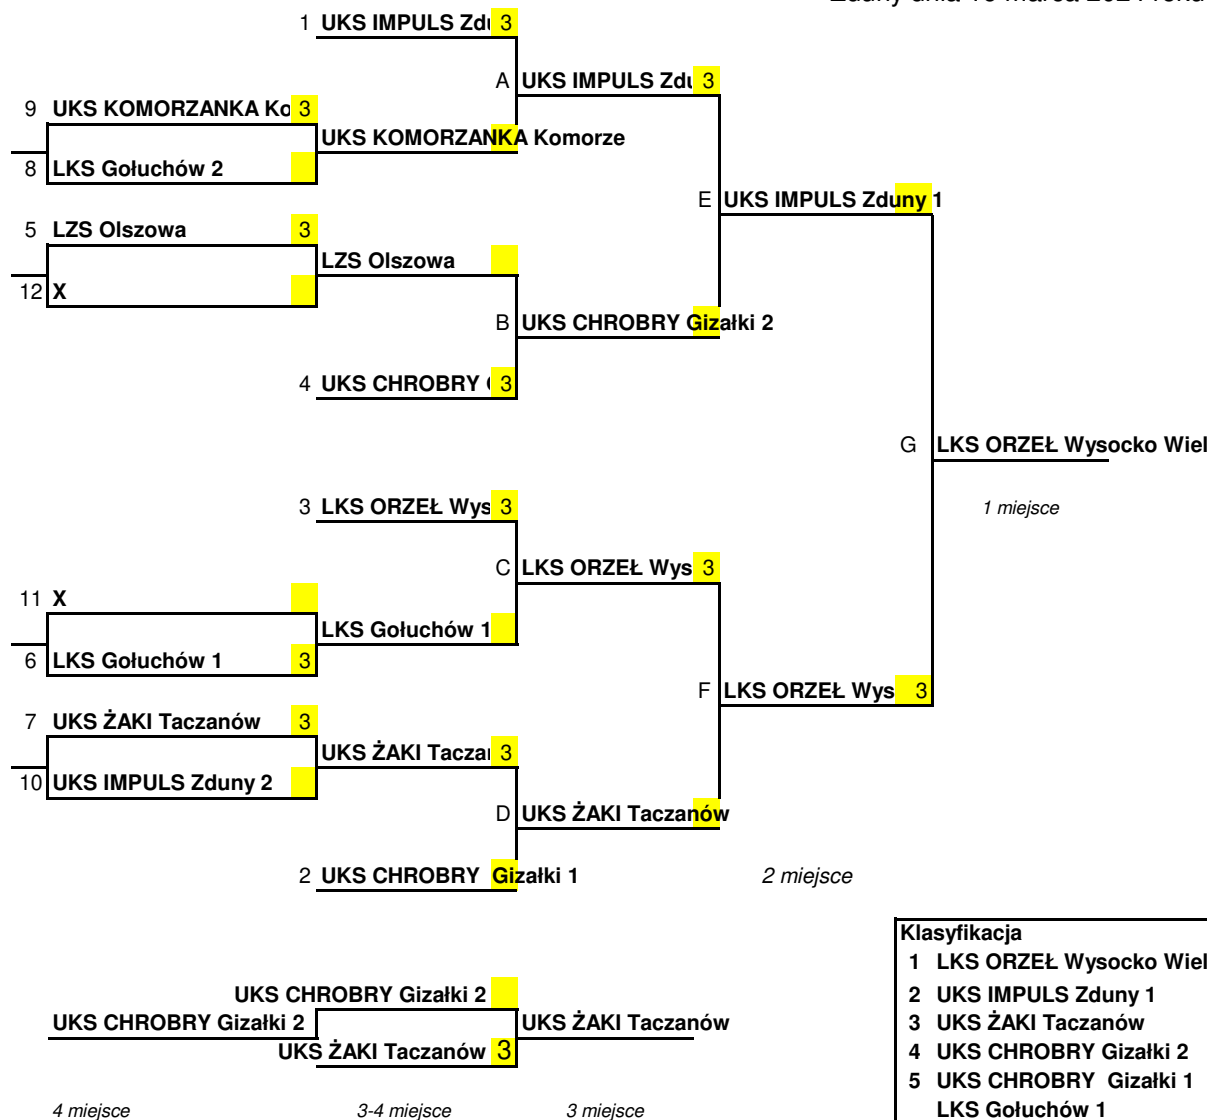 1 UKS IMPULS Zdu 3
A UKS IMPULS Zdu 3
9 UKS KOMORZANKA Ko 3
UKS KOMORZANKA Komorze
8 LKS Gołuchów 2
E UKS IMPULS Zduny 1
5 LZS Olszowa 3
LZS Olszowa
12 X
B UKS CHROBRY Gizałki 2
4 UKS CHROBRY 3
G LKS ORZEŁ Wysocko Wiel
3 LKS ORZEŁ Wys 3
1 miejsce
C LKS ORZEŁ Wys 3
11 X
LKS Gołuchów 1
6 LKS Gołuchów 1 3
F LKS ORZEŁ Wys 3
7 UKS ŻAKI Taczanów 3
UKS ŻAKI Taczan 3
10 UKS IMPULS Zduny 2
D UKS ŻAKI Taczanów
2 UKS CHROBRY  Gizałki 1
2 miejsce
Klasyfikacja
1 LKS ORZEŁ Wysocko Wiel
2 UKS IMPULS Zduny 1
3 UKS ŻAKI Taczanów
4 UKS CHROBRY Gizałki 2
5 UKS CHROBRY  Gizałki 1
LKS Gołuchów 1
UKS CHROBRY Gizałki 2
UKS CHROBRY Gizałki 2
UKS ŻAKI Taczanów
UKS ŻAKI Taczanów 3
4 miejsce
3-4 miejsce
3 miejsce